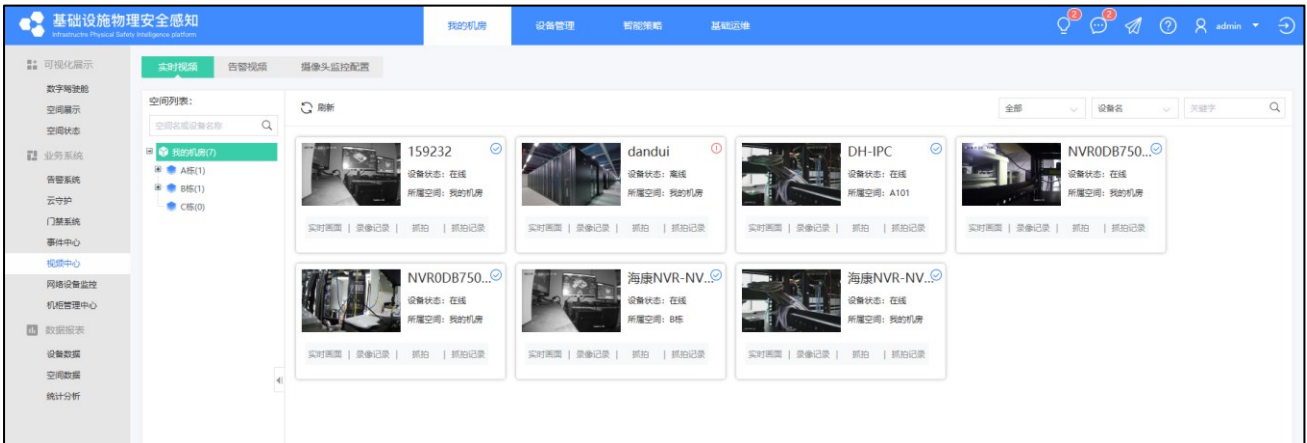 基础设施物理安全感知
Infrastructre Physical Safety Intelligence platform
我的机房 设备管理 智能策略 基础运维
2 2 admin
可视化展示
数字驾驶舱
空间展示
空间状态
业务系统
告警系统
云守护
门禁系统
事件中心
视频中心
网络设备监控
机柜管理中心
数据报表
设备数据
空间数据
统计分析
实时视频 告警视频 摄像头监控配置
空间列表:
空间名或设备名称
我的机房(7)
A栋(1)
B栋(1)
C栋(0)
刷新 全部 设备名 关键字
159232
设备状态: 在线
所属空间: 我的机房
实时画面 | 录像记录 | 抓拍 | 抓拍记录
dandui
设备状态: 离线
所属空间: 我的机房
实时画面 | 录像记录 | 抓拍 | 抓拍记录
DH-IPC
设备状态: 在线
所属空间: A101
实时画面 | 录像记录 | 抓拍 | 抓拍记录
NVR0DB750...
设备状态: 在线
所属空间: 我的机房
实时画面 | 录像记录 | 抓拍 | 抓拍记录
NVR0DB750...
设备状态: 在线
所属空间: 我的机房
实时画面 | 录像记录 | 抓拍 | 抓拍记录
海康NVR-NV...
设备状态: 在线
所属空间: B栋
实时画面 | 录像记录 | 抓拍 | 抓拍记录
海康NVR-NV...
设备状态: 在线
所属空间: 我的机房
实时画面 | 录像记录 | 抓拍 | 抓拍记录